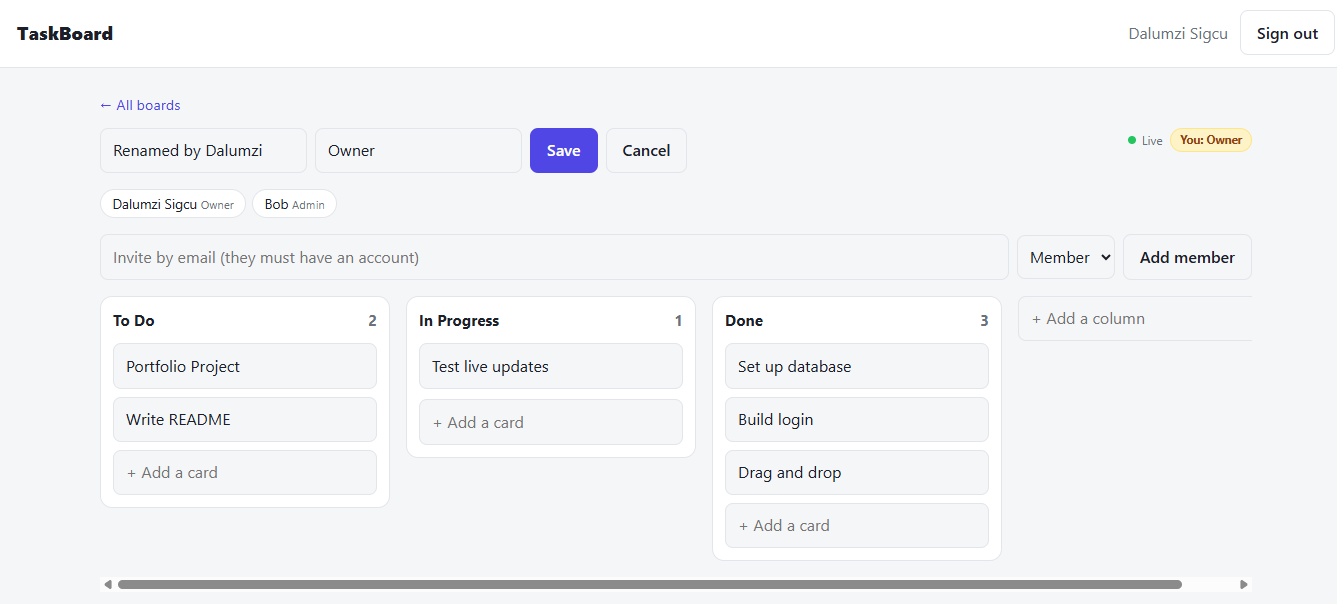 TaskBoard
Dalumzi Sigcu
Sign out
← All boards
Renamed by Dalumzi
Owner
Save
Cancel
Live
You: Owner
Dalumzi Sigcu Owner
Bob Admin
Invite by email (they must have an account)
Member
Add member
To Do
2
Portfolio Project
Write README
+ Add a card
In Progress
1
Test live updates
+ Add a card
Done
3
Set up database
Build login
Drag and drop
+ Add a card
+ Add a column